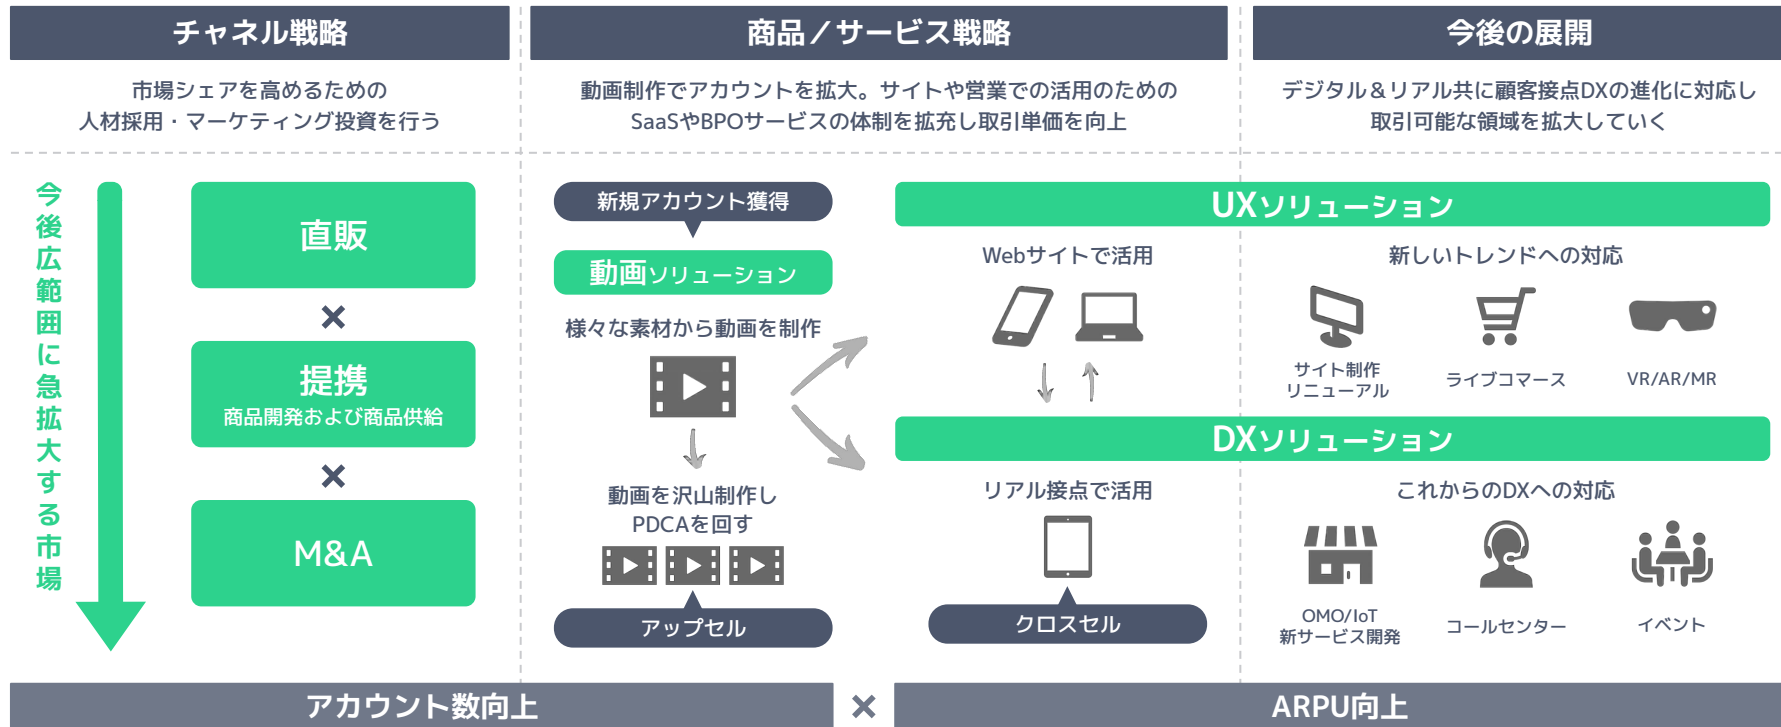 チャネル戦略
市場シェアを高めるための
人材採用・マーケティング投資を行う
今後広範囲に急拡大する市場
直販
×
提携
商品開発および商品供給
×
M&A
商品／サービス戦略
動画制作でアカウントを拡大。サイトや営業での活用のための
SaaSやBPOサービスの体制を拡充し取引単価を向上
新規アカウント獲得
動画ソリューション
様々な素材から動画を制作
動画を沢山制作し
PDCAを回す
アップセル
今後の展開
デジタル＆リアル共に顧客接点DXの進化に対応し
取引可能な領域を拡大していく
UXソリューション
Webサイトで活用
新しいトレンドへの対応
サイト制作
リニューアル
ライブコマース
VR/AR/MR
DXソリューション
リアル接点で活用
クロスセル
これからのDXへの対応
OMO/IoT
新サービス開発
コールセンター
イベント
アカウント数向上
×
ARPU向上